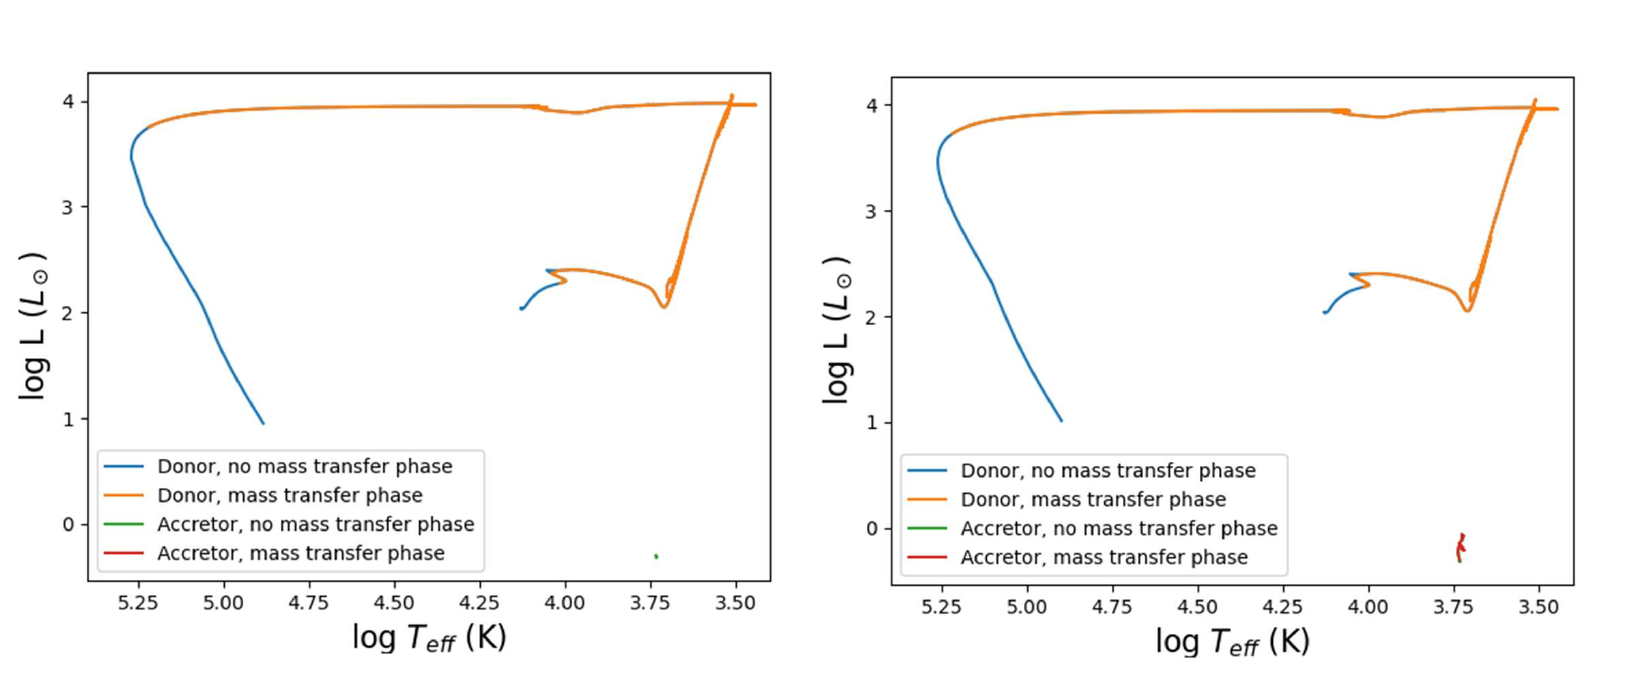 4
3
2
1
0
log L (L⊙)
Donor, no mass transfer phase
Donor, mass transfer phase
Accretor, no mass transfer phase
Accretor, mass transfer phase
5.25 5.00 4.75 4.50 4.25 4.00 3.75 3.50
log Teff (K)
4
3
2
1
0
log L (L⊙)
Donor, no mass transfer phase
Donor, mass transfer phase
Accretor, no mass transfer phase
Accretor, mass transfer phase
5.25 5.00 4.75 4.50 4.25 4.00 3.75 3.50
log Teff (K)